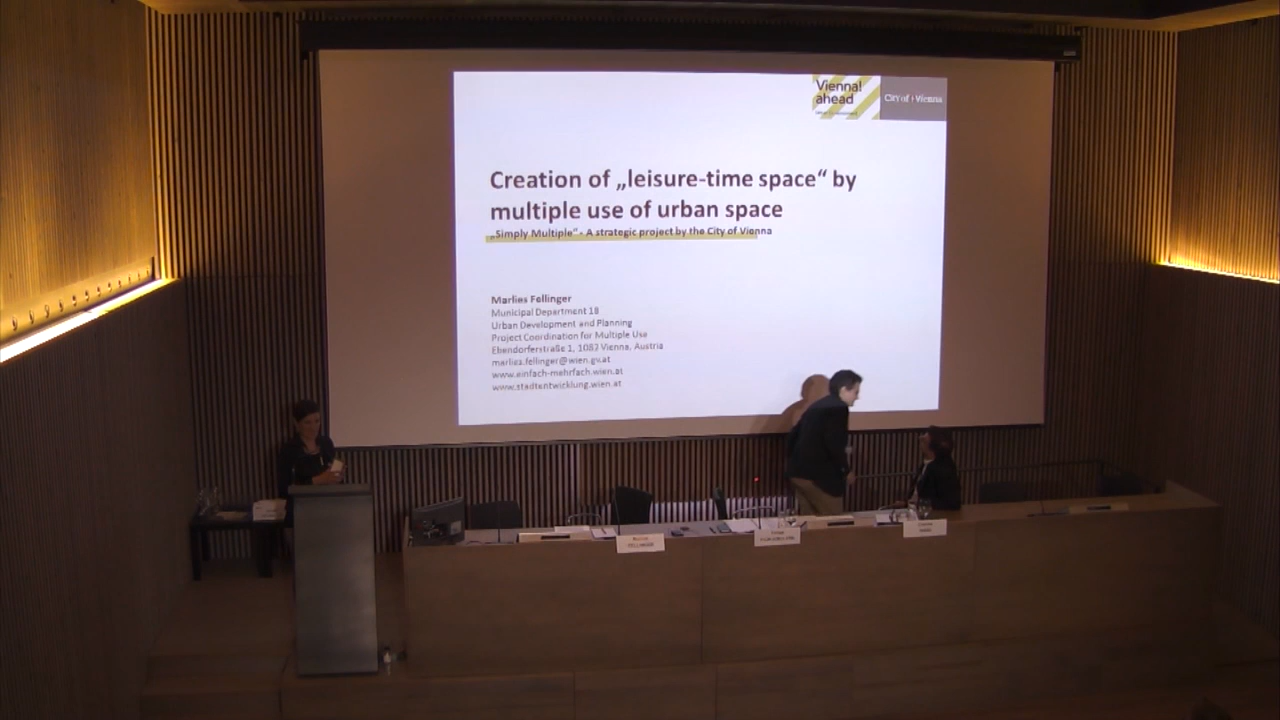 Vienna!
ahead
City of Vienna
Creation of „leisure-time space“ by
multiple use of urban space
„Simply Multiple“ - A strategic project by the City of Vienna
Marlies Fellinger
Municipal Department 18
Urban Development and Planning
Project Coordination for Multiple Use
Ebendorferstraße 1, 1082 Vienna, Austria
marlies.fellinger@wien.gv.at
www.einfach-mehrfach.wien.at
www.stadtentwicklung.wien.at
FELLINGER